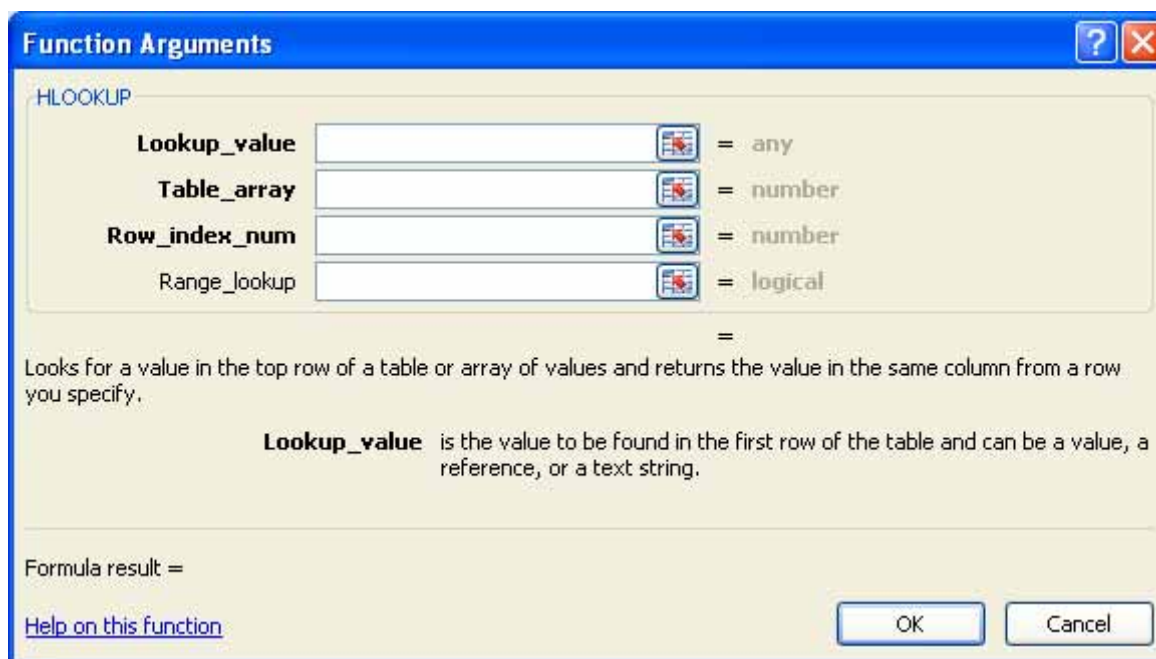 Function Arguments
HLOOKUP
Lookup_value = any
Table_array = number
Row_index_num = number
Range_lookup = logical
=
Looks for a value in the top row of a table or array of values and returns the value in the same column from a row
you specify.
Lookup_value is the value to be found in the first row of the table and can be a value, a
reference, or a text string.
Formula result =
Help on this function
OK Cancel